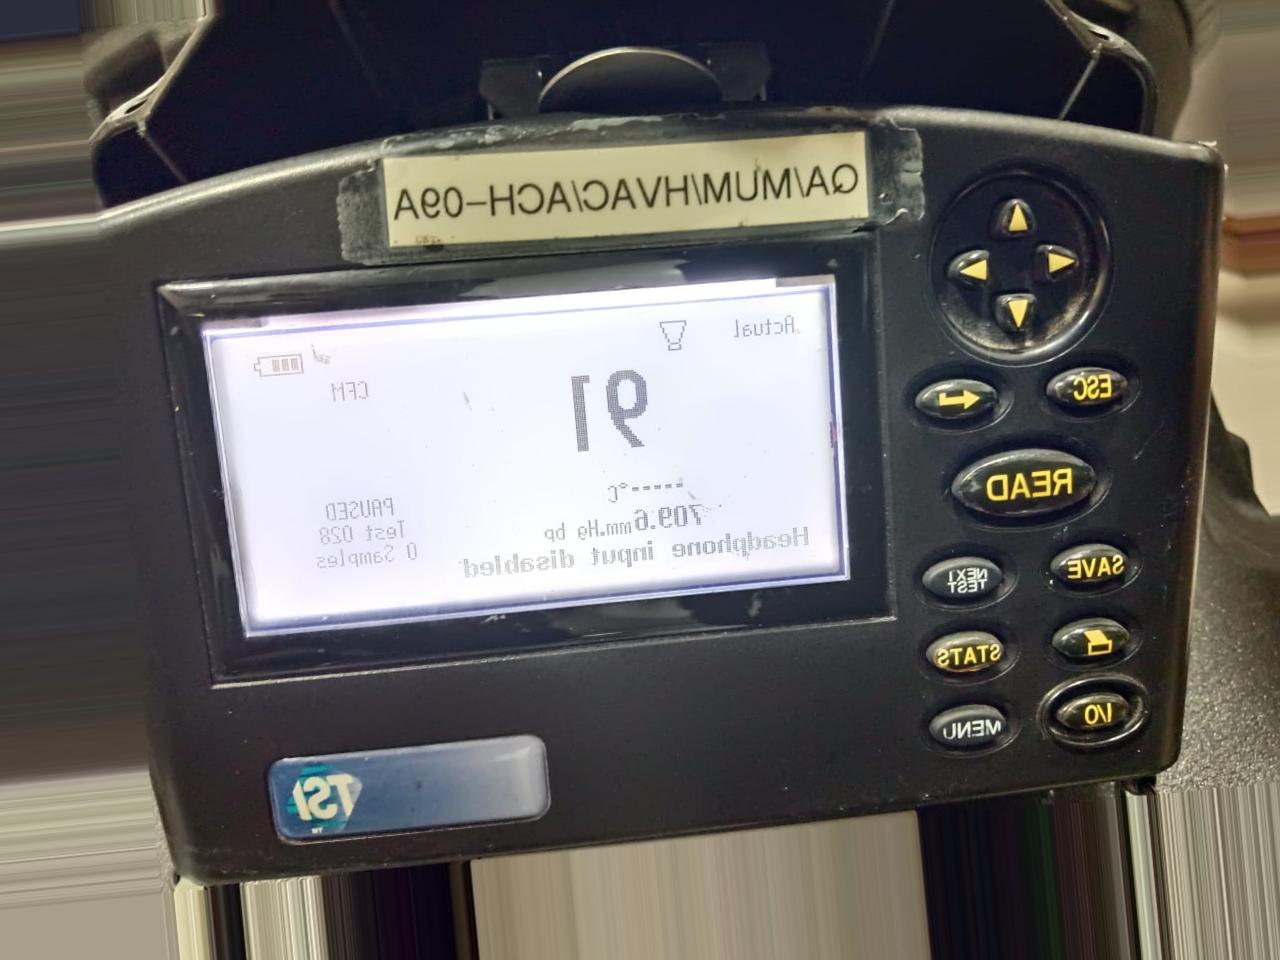 QA/MUM/HVAC/ACH-09A
Actual
91 CFM
-----°C
709.6mm.Hg bp
Headphone input disabled
PAUSED
Test 028
0 Samples
ESC
READ
SAVE
NEXT TEST
STATS
I/O
MENU
TSI
TM